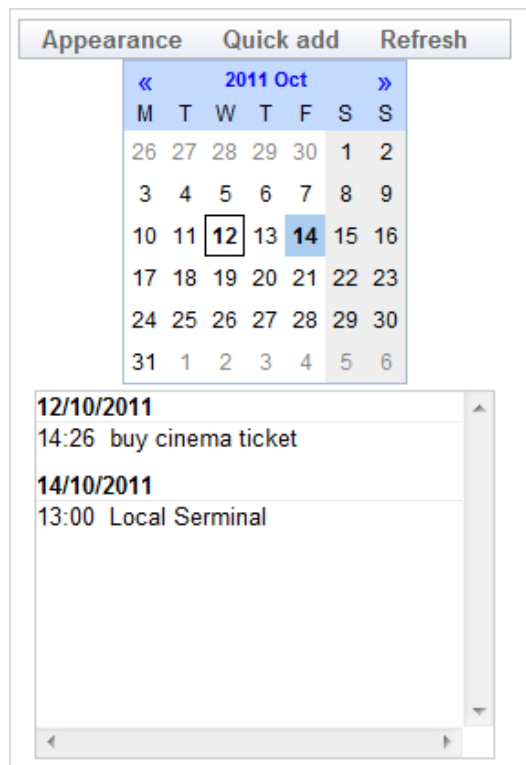 Appearance Quick add Refresh
« 2011 Oct »
M T W T F S S
26 27 28 29 30 1 2
3 4 5 6 7 8 9
10 11 12 13 14 15 16
17 18 19 20 21 22 23
24 25 26 27 28 29 30
31 1 2 3 4 5 6
12/10/2011
14:26 buy cinema ticket
14/10/2011
13:00 Local Serminal